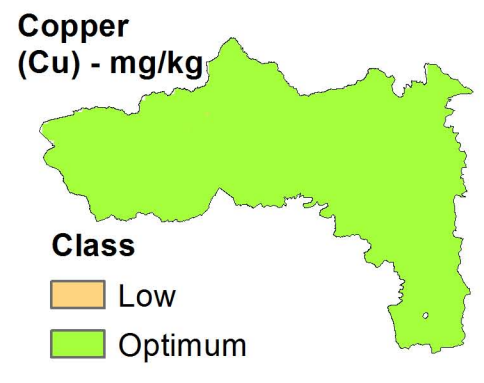 Copper
(Cu) - mg/kg
Class
Low
Optimum